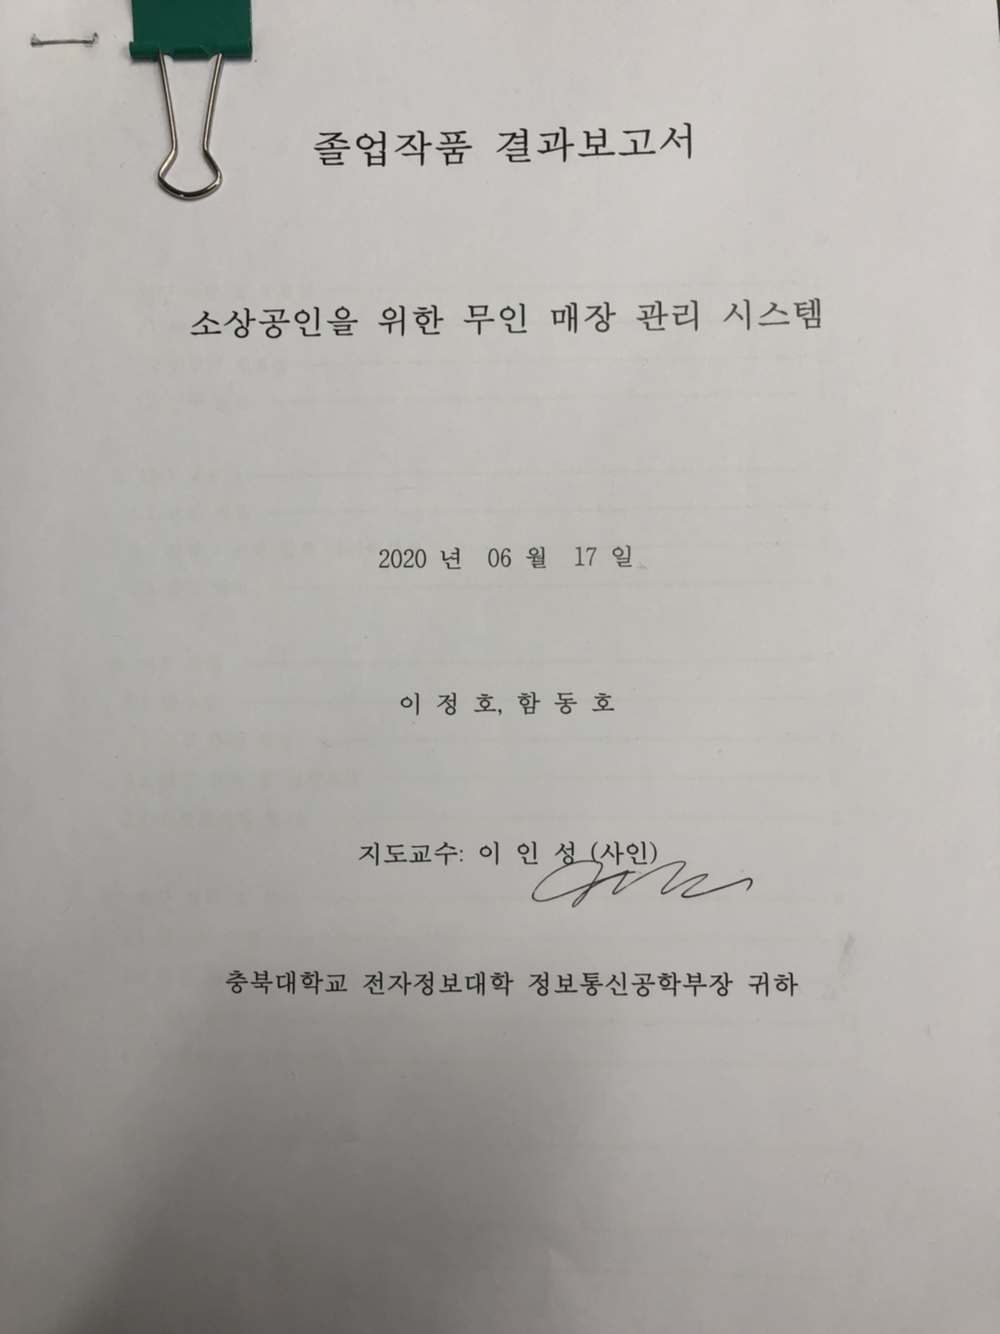 졸업작품 결과보고서
소상공인을 위한 무인 매장 관리 시스템
2020 년 06 월 17 일
이 정 호, 함 동 호
지도교수: 이 인 성 (사인)
충북대학교 전자정보대학 정보통신공학부장 귀하